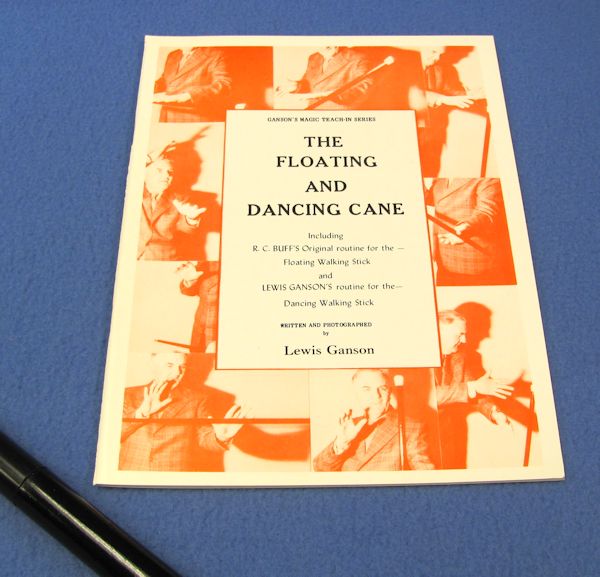 GANSON'S MAGIC TEACH-IN SERIES
THE
FLOATING
AND
DANCING CANE
Including
R. C. BUFF'S Original routine for the —
Floating Walking Stick
and
LEWIS GANSON'S routine for the—
Dancing Walking Stick
WRITTEN AND PHOTOGRAPHED
by
Lewis Ganson